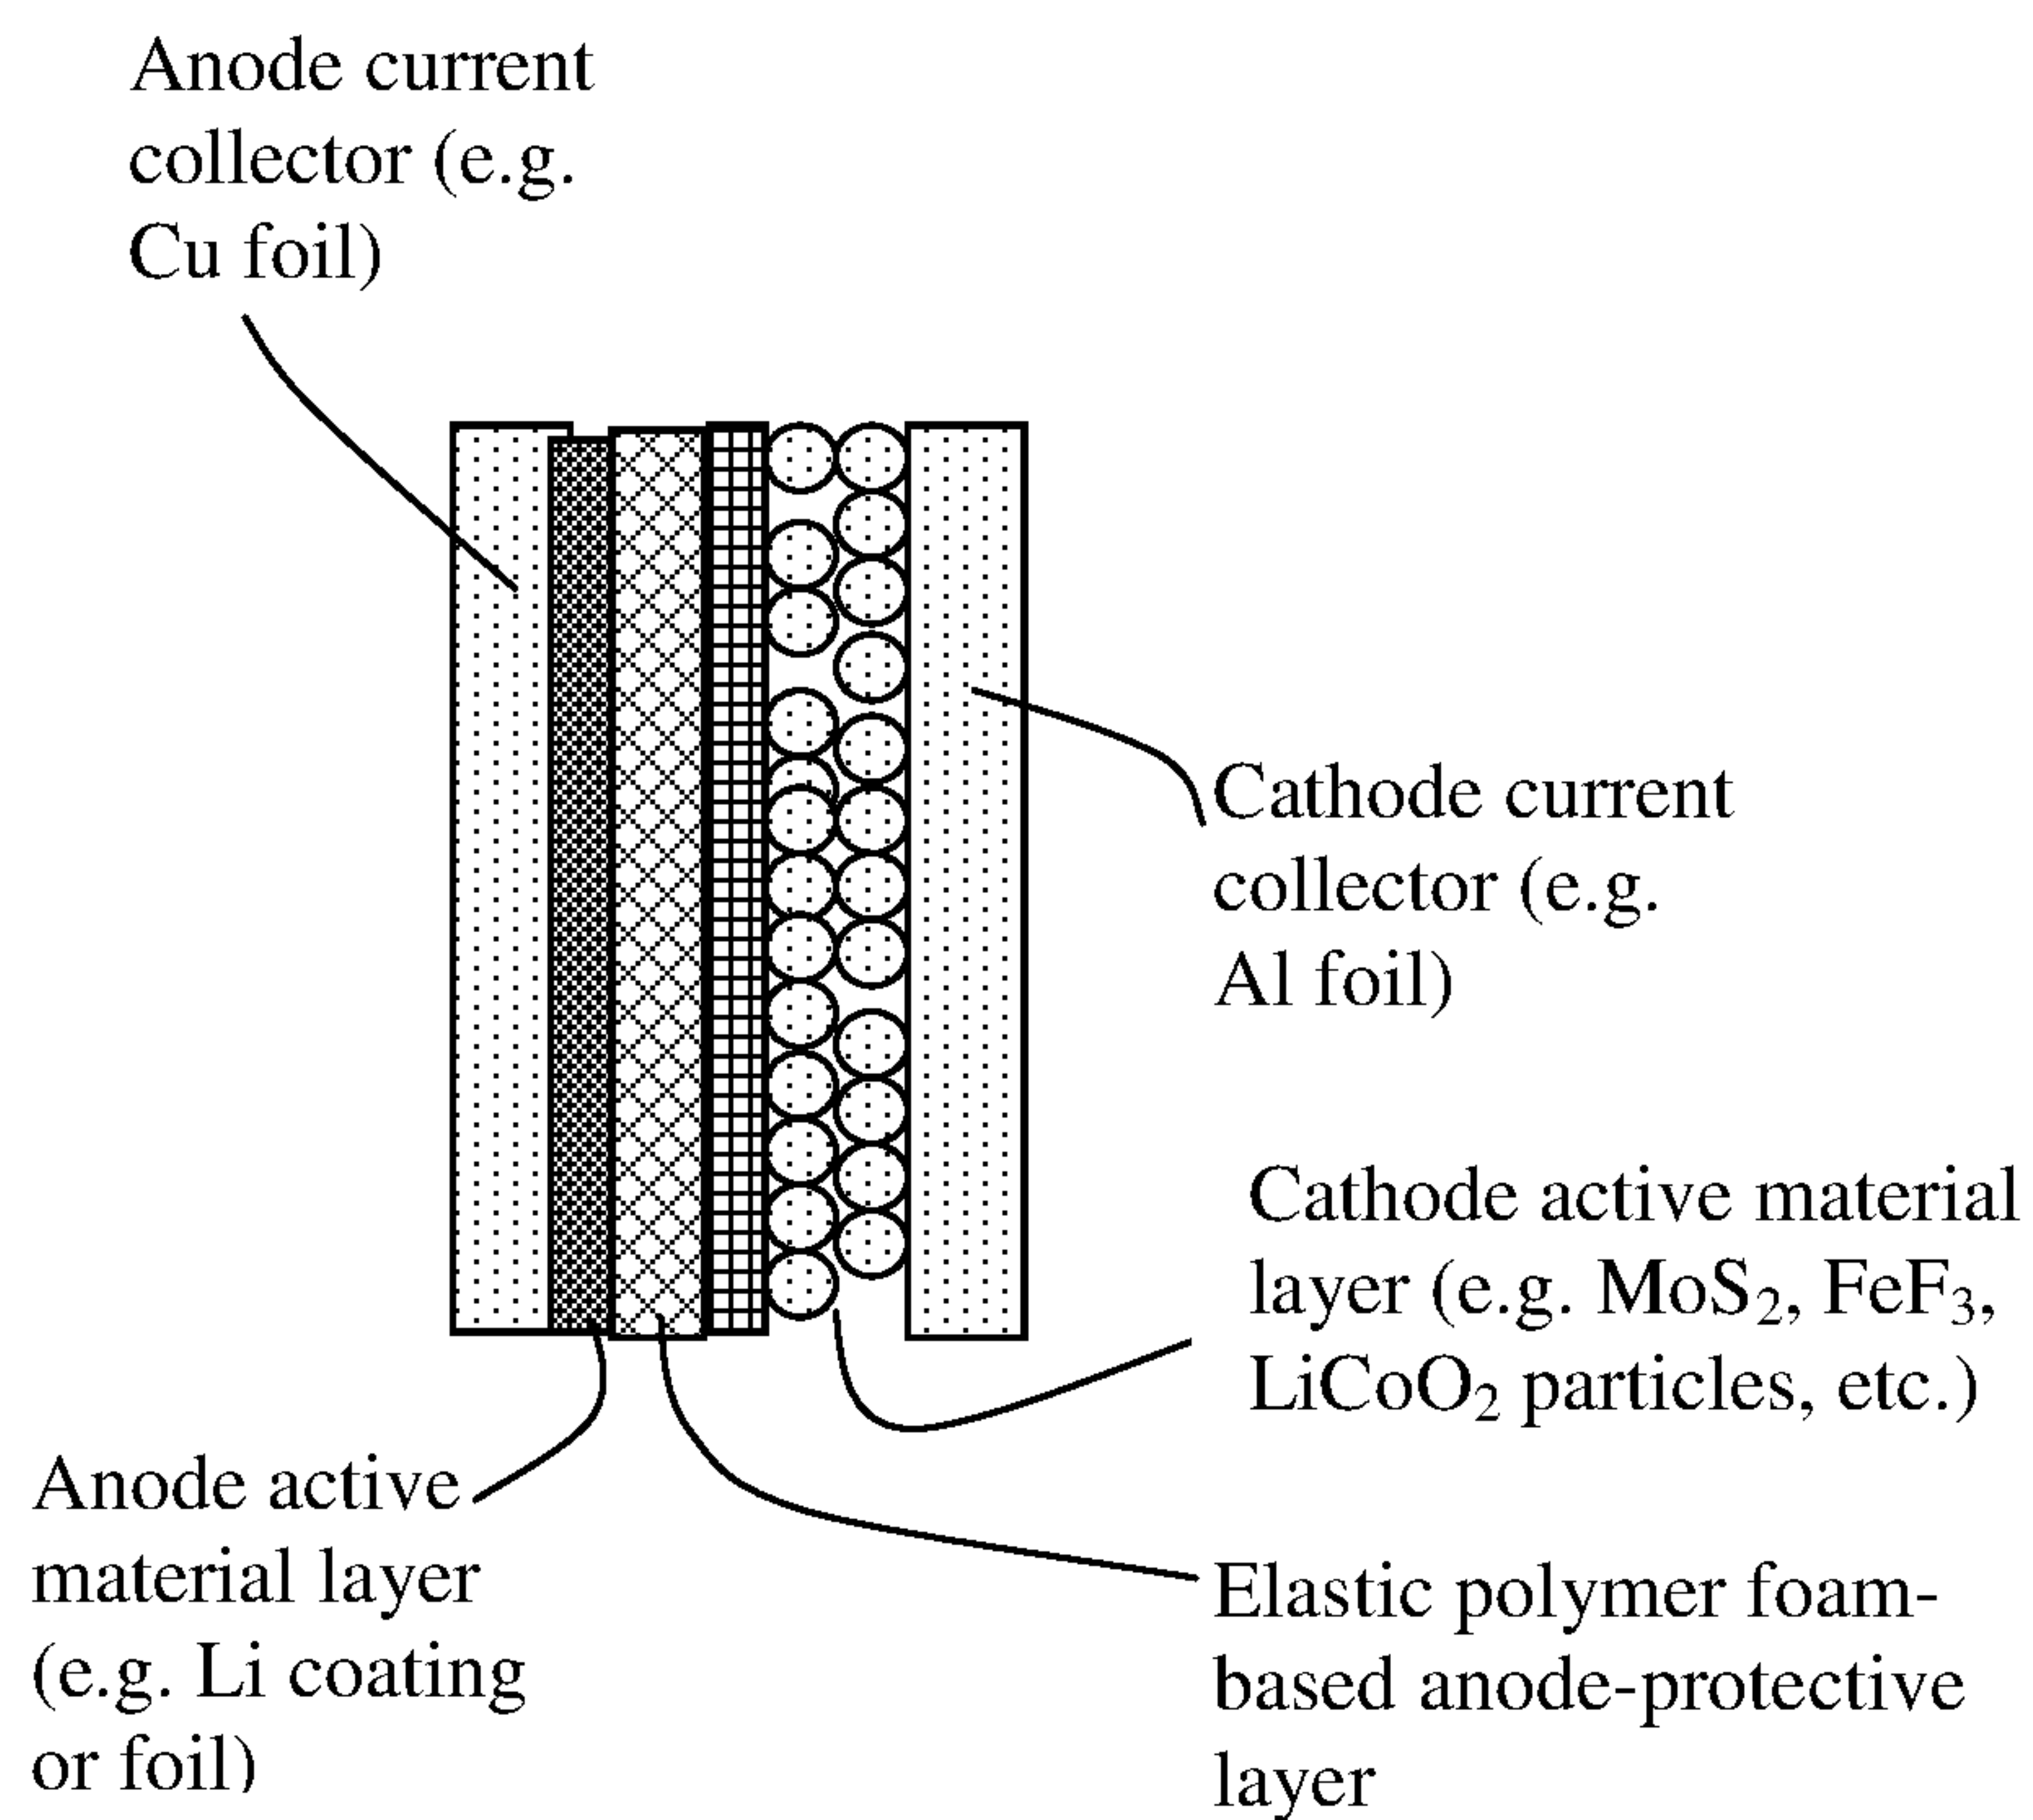 Anode current
collector (e.g.
Cu foil)
Cathode current
collector (e.g.
Al foil)
Cathode active material
layer (e.g. MoS₂, FeF₃,
LiCoO₂ particles, etc.)
Anode active
material layer
(e.g. Li coating
or foil)
Elastic polymer foam-
based anode-protective
layer